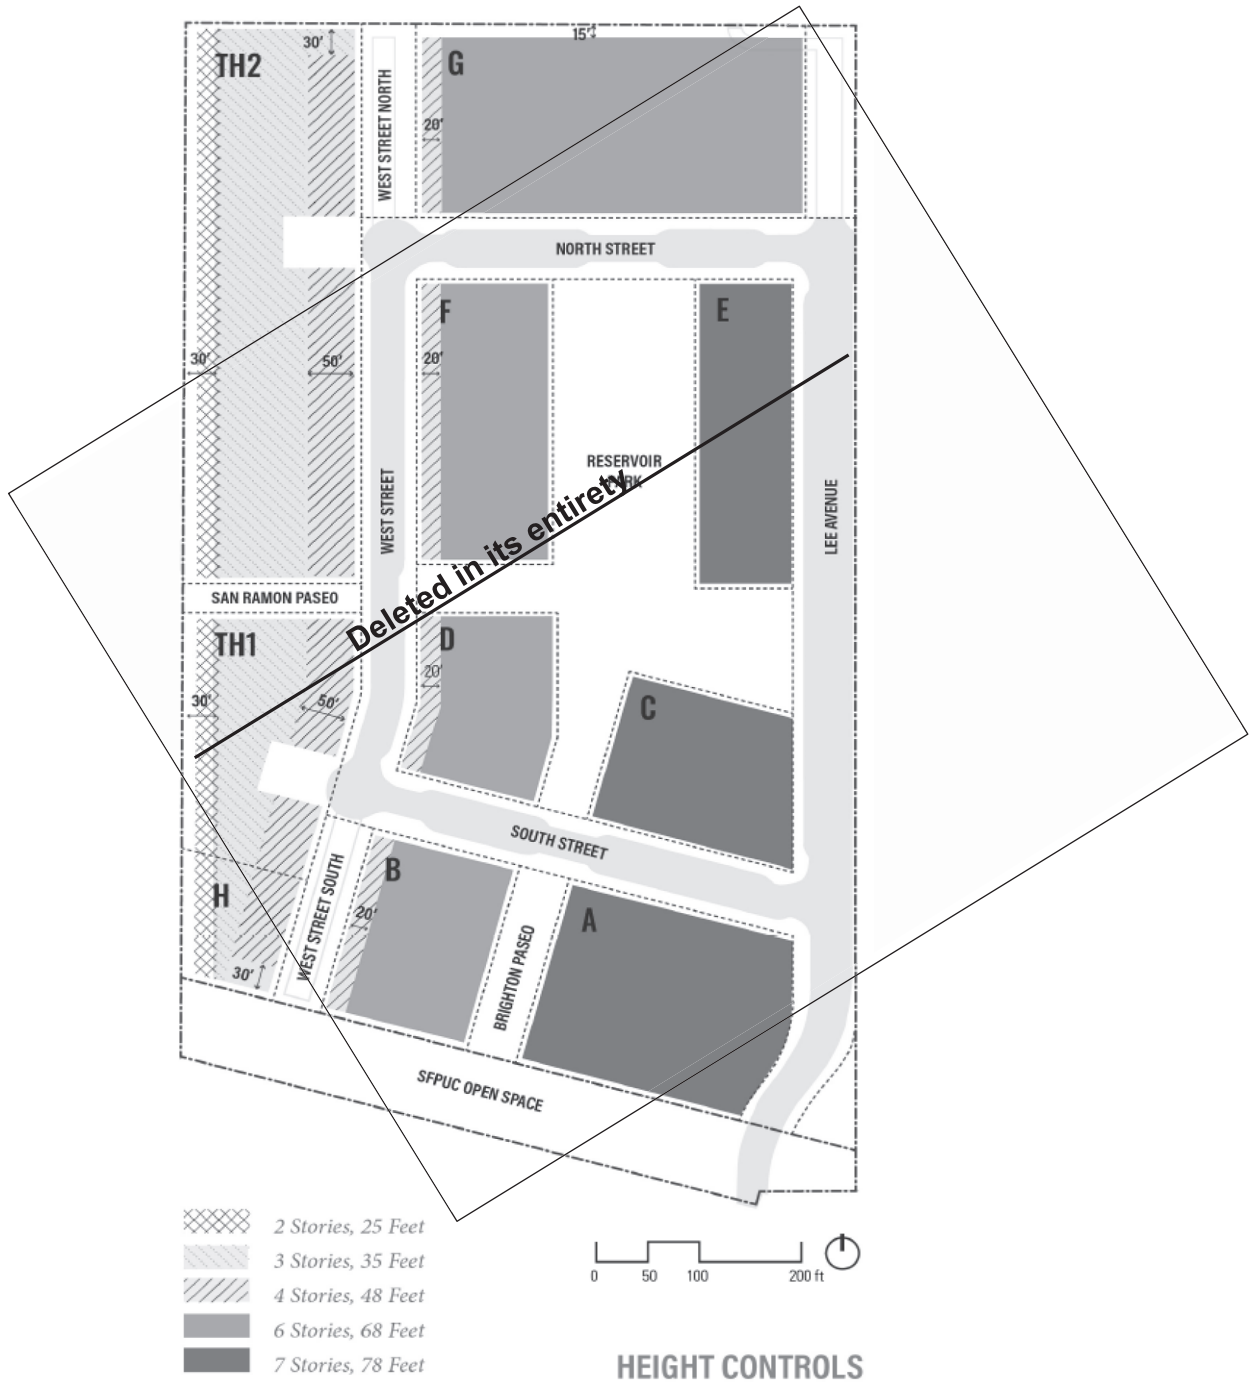 15'
30'
TH2
G
WEST STREET NORTH
20'
NORTH STREET
F
E
30'
50'
20'
RESERVOIR
PARK
WEST STREET
LEE AVENUE
Deleted in its entirety
SAN RAMON PASEO
TH1
D
20'
30'
50'
C
SOUTH STREET
B
H
WEST STREET SOUTH
20'
A
BRIGHTON PASEO
30'
SFPUC OPEN SPACE
2 Stories, 25 Feet
3 Stories, 35 Feet
4 Stories, 48 Feet
6 Stories, 68 Feet
7 Stories, 78 Feet
0 50 100 200 ft
HEIGHT CONTROLS